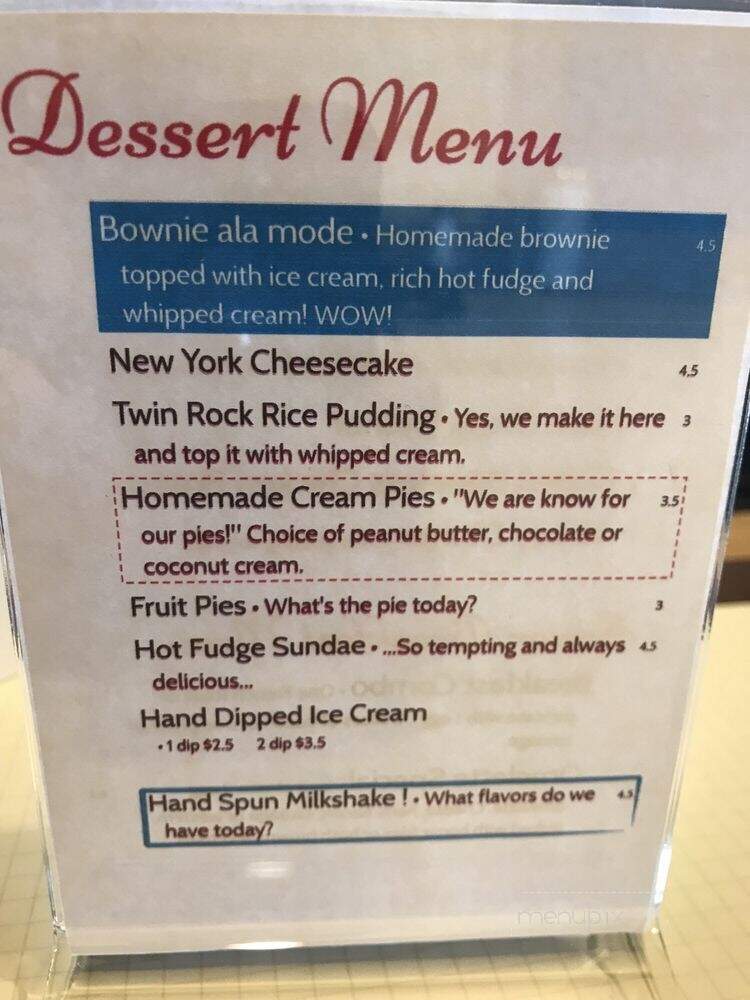 Dessert Menu
Bownie ala mode • Homemade brownie 4.5
topped with ice cream, rich hot fudge and
whipped cream! WOW!
New York Cheesecake 4.5
Twin Rock Rice Pudding • Yes, we make it here 3
and top it with whipped cream.
Homemade Cream Pies • "We are know for 3.5
our pies!" Choice of peanut butter, chocolate or
coconut cream.
Fruit Pies • What's the pie today? 3
Hot Fudge Sundae • ...So tempting and always 4.5
delicious...
Hand Dipped Ice Cream
• 1 dip $2.5 2 dip $3.5
Hand Spun Milkshake ! • What flavors do we 4.5
have today?
menupix